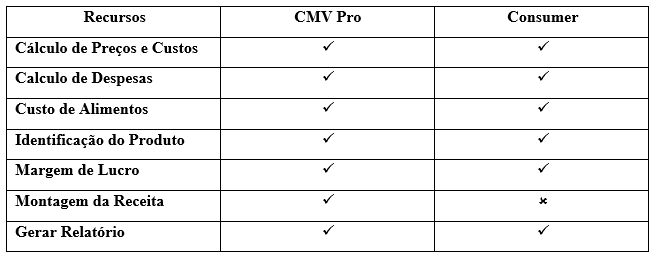 Recursos CMV Pro Consumer
Cálculo de Preços e Custos ✓ ✓
Calculo de Despesas ✓ ✓
Custo de Alimentos ✓ ✓
Identificação do Produto ✓ ✓
Margem de Lucro ✓ ✓
Montagem da Receita ✓ ✗
Gerar Relatório ✓ ✓